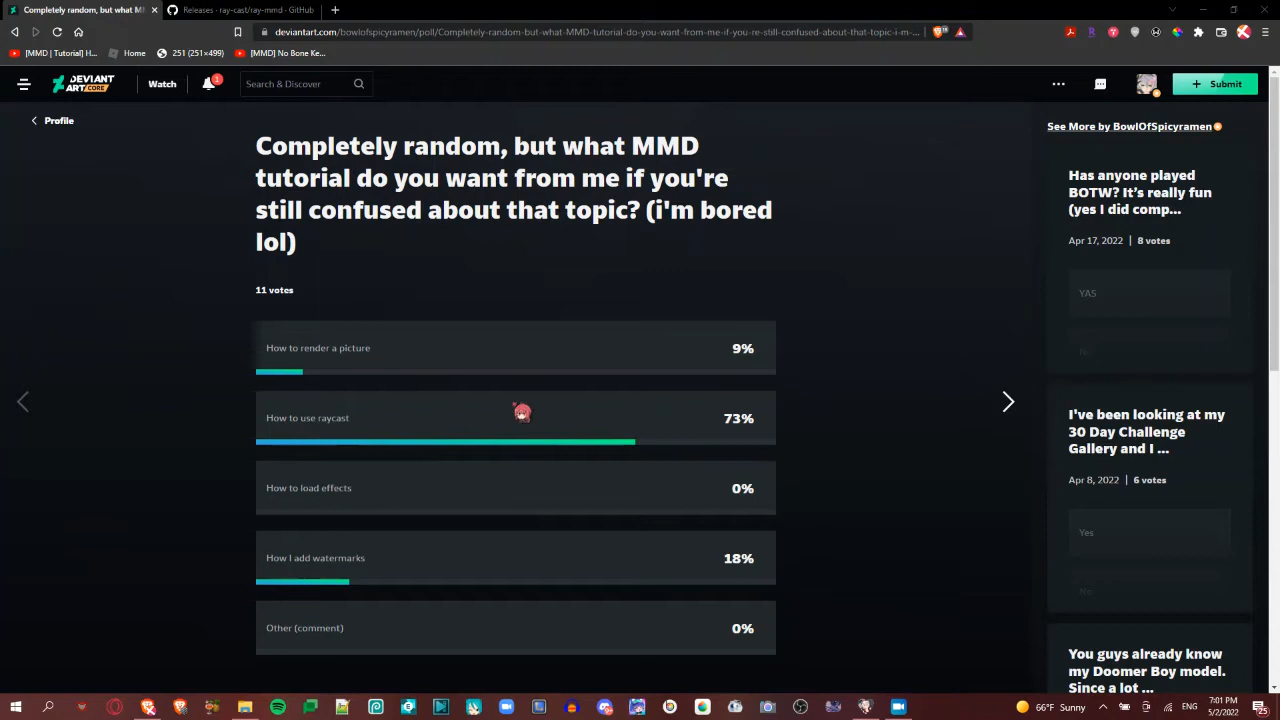 Completely random, but what M
Releases · ray-cast/ray-mmd · GitHub
deviantart.com/bowlofspicyramen/poll/Completely-random-but-what-MMD-tutorial-do-you-want-from-me-if-you-re-still-confused-about-that-topic-i-m-...
18
[MMD | Tutorial] H...
Home
251 (251×499)
[MMD] No Bone Ke...
DEVIANT ART CORE
Watch
1
Search & Discover
+ Submit
Profile
Completely random, but what MMD
tutorial do you want from me if you're
still confused about that topic? (i'm bored
lol)
11 votes
How to render a picture 9%
How to use raycast 73%
How to load effects 0%
How I add watermarks 18%
Other (comment) 0%
See More by BowlOfSpicyramen
Has anyone played
BOTW? It's really fun
(yes I did comp...
Apr 17, 2022 | 8 votes
YAS
No
I've been looking at my
30 Day Challenge
Gallery and I ...
Apr 8, 2022 | 6 votes
Yes
No
You guys already know
my Doomer Boy model.
Since a lot ...
66°F Sunny
ENG
7:01 PM
5/2/2022
25